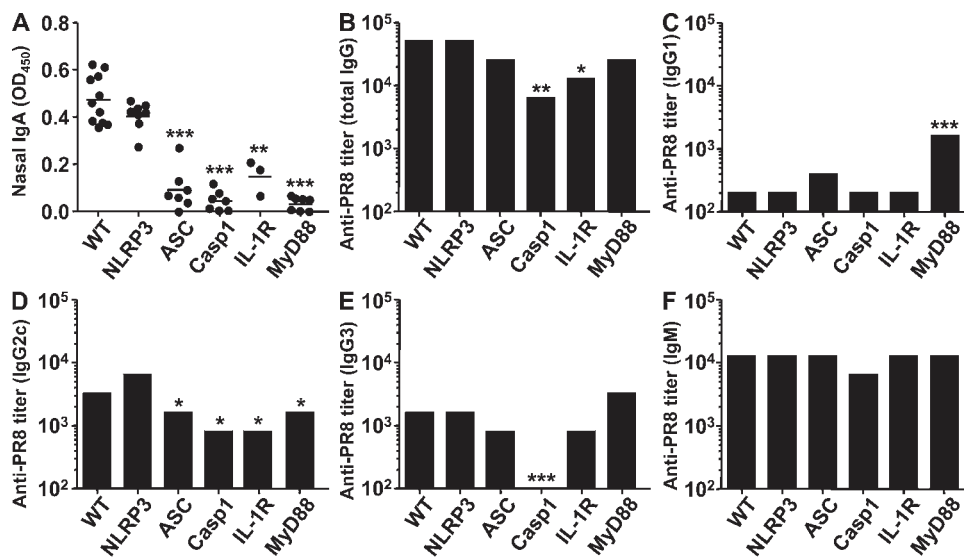 A
0.8
0.6
0.4
0.2
0.0
Nasal IgA (OD450)
***
***
**
***
WT
NLRP3
ASC
Casp1
IL-1R
MyD88
B
10^5
10^4
10^3
10^2
Anti-PR8 titer (total IgG)
**
*
WT
NLRP3
ASC
Casp1
IL-1R
MyD88
C
10^5
10^4
10^3
10^2
Anti-PR8 titer (IgG1)
***
WT
NLRP3
ASC
Casp1
IL-1R
MyD88
D
10^5
10^4
10^3
10^2
Anti-PR8 titer (IgG2c)
*
*
*
*
WT
NLRP3
ASC
Casp1
IL-1R
MyD88
E
10^5
10^4
10^3
10^2
Anti-PR8 titer (IgG3)
***
WT
NLRP3
ASC
Casp1
IL-1R
MyD88
F
10^5
10^4
10^3
10^2
Anti-PR8 titer (IgM)
WT
NLRP3
ASC
Casp1
IL-1R
MyD88